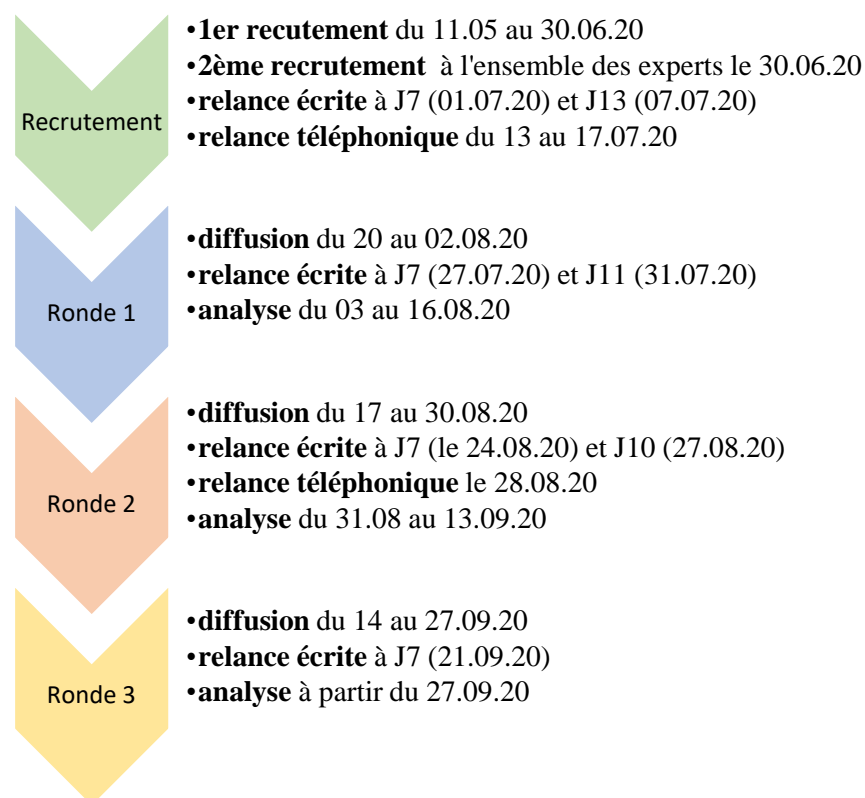 Recrutement
•1er recutement du 11.05 au 30.06.20
•2ème recrutement à l'ensemble des experts le 30.06.20
•relance écrite à J7 (01.07.20) et J13 (07.07.20)
•relance téléphonique du 13 au 17.07.20
Ronde 1
•diffusion du 20 au 02.08.20
•relance écrite à J7 (27.07.20) et J11 (31.07.20)
•analyse du 03 au 16.08.20
Ronde 2
•diffusion du 17 au 30.08.20
•relance écrite à J7 (le 24.08.20) et J10 (27.08.20)
•relance téléphonique le 28.08.20
•analyse du 31.08 au 13.09.20
Ronde 3
•diffusion du 14 au 27.09.20
•relance écrite à J7 (21.09.20)
•analyse à partir du 27.09.20